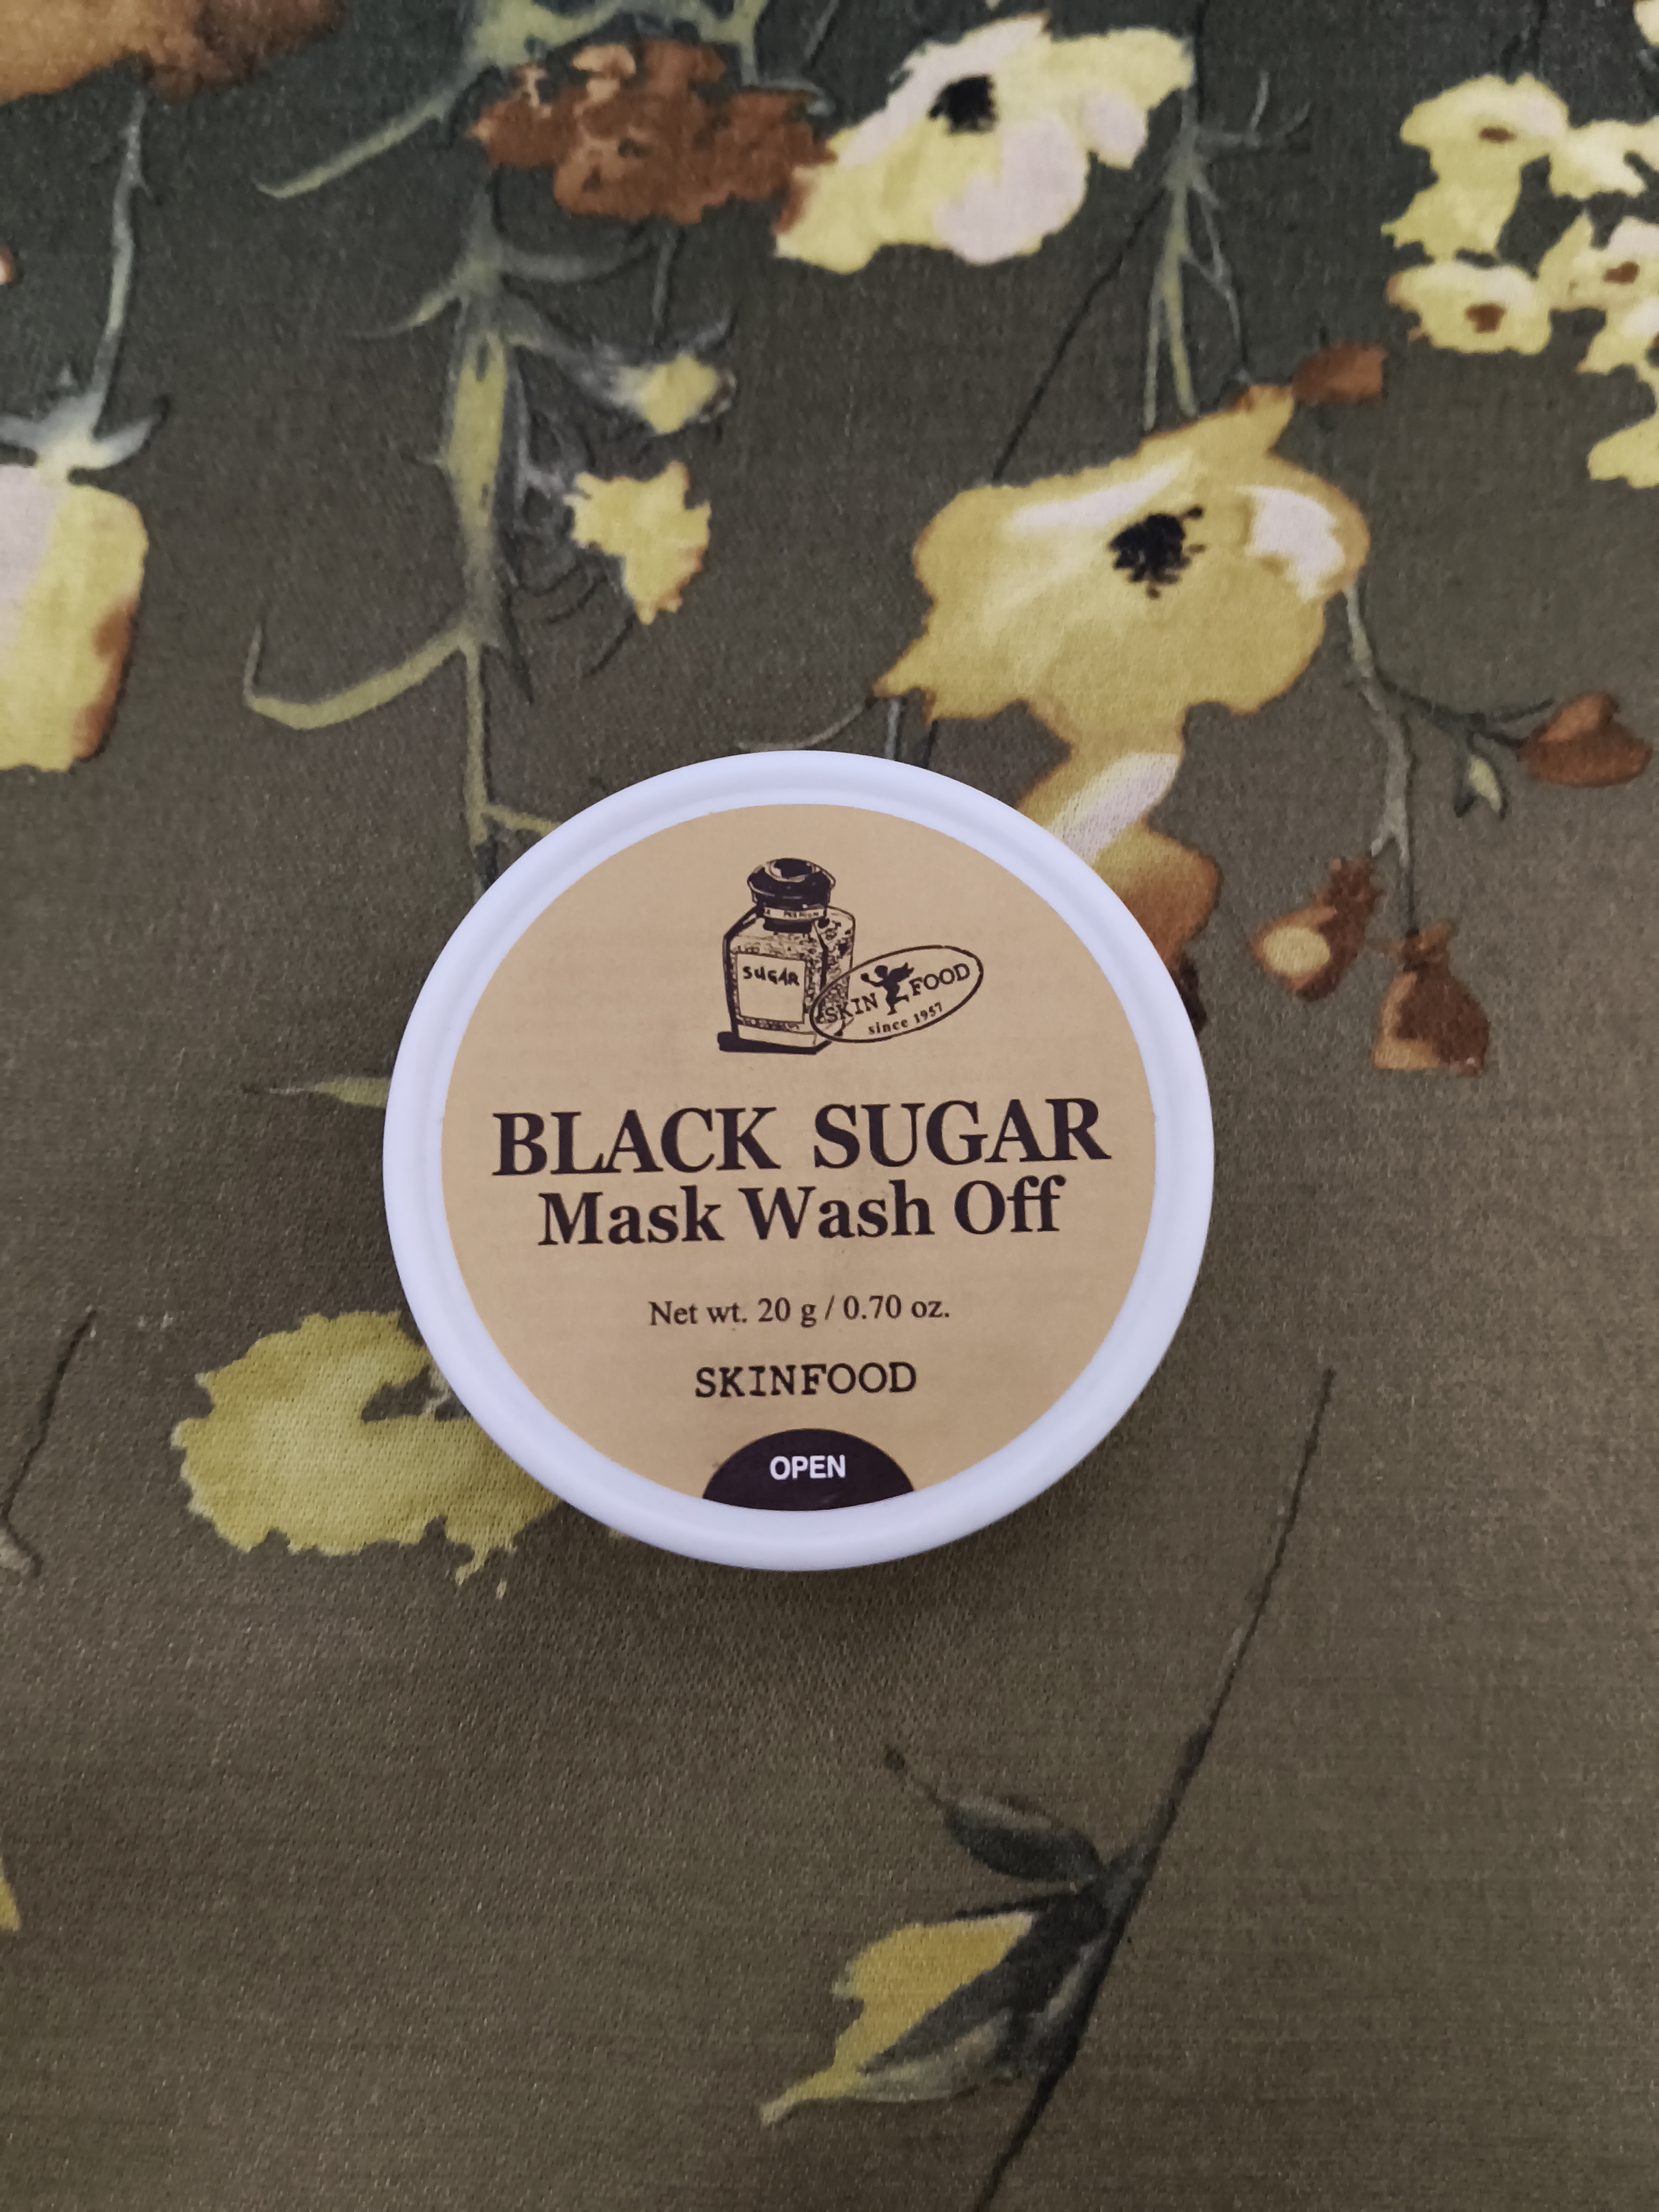 SUGAR
SKIN FOOD
since 1957
BLACK SUGAR
Mask Wash Off
Net wt. 20 g / 0.70 oz.
SKINFOOD
OPEN